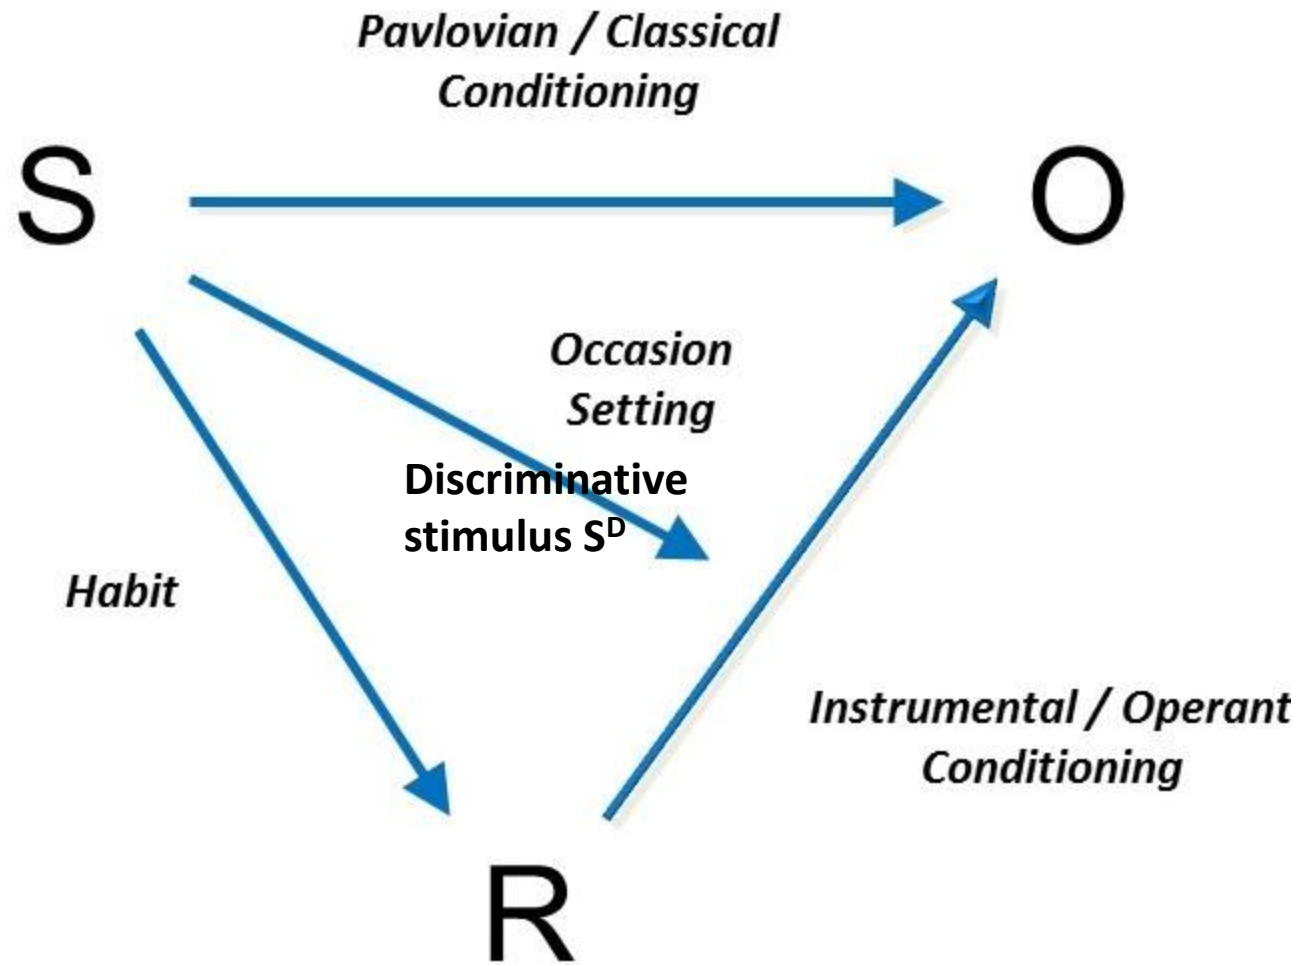 Pavlovian / Classical
Conditioning
S
O
Occasion
Setting
Discriminative
stimulus Sᴰ
Habit
Instrumental / Operant
Conditioning
R